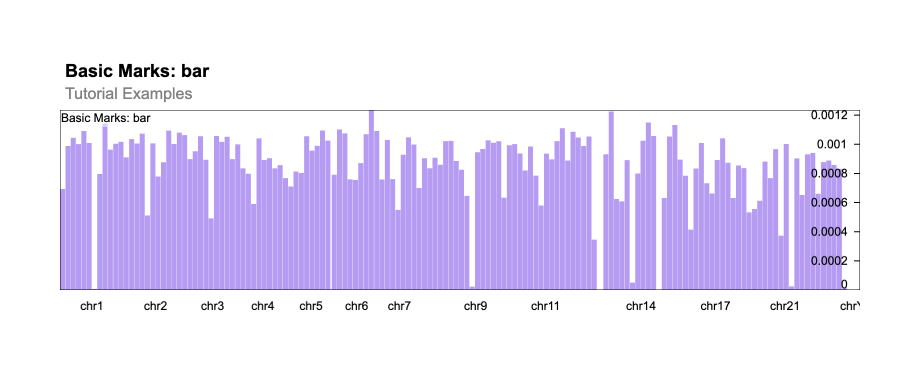 Basic Marks: bar
Tutorial Examples
Basic Marks: bar
0.0012
0.001
0.0008
0.0006
0.0004
0.0002
0
chr1 chr2 chr3 chr4 chr5 chr6 chr7 chr9 chr11 chr14 chr17 chr21